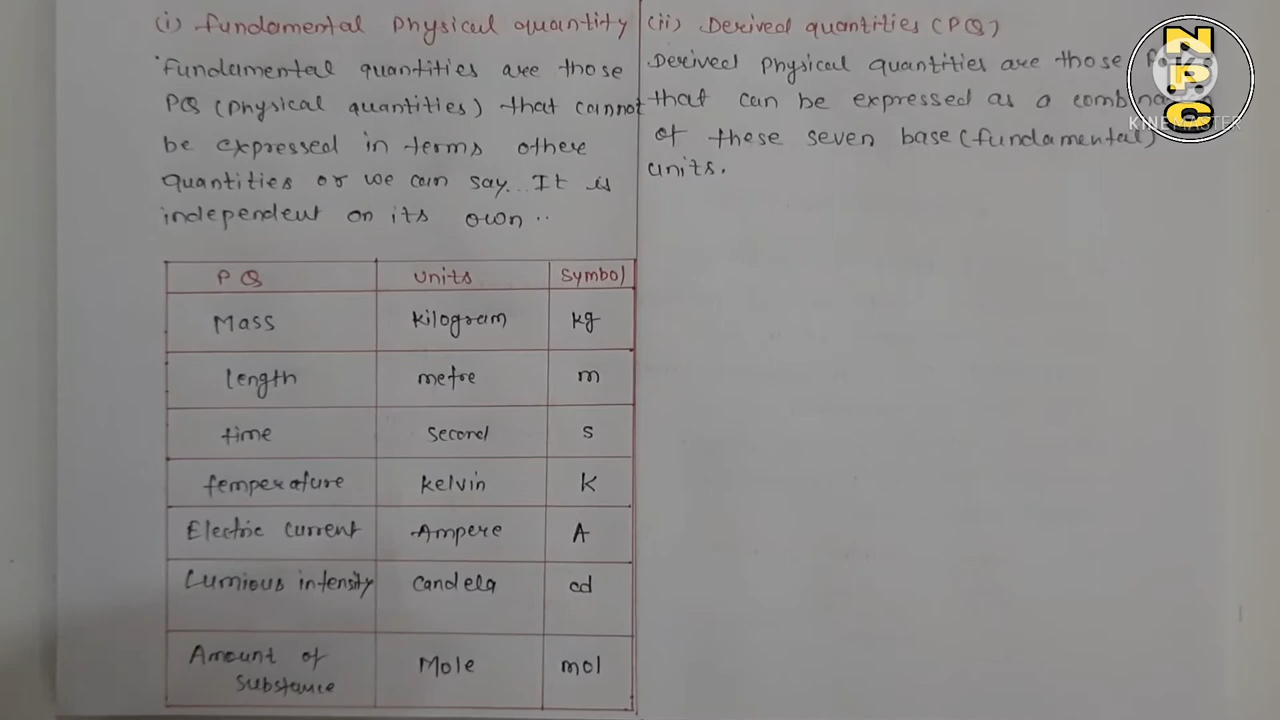 (i) fundamental physical quantity
fundamental quantities are those
PQ (physical quantities) that cannot
be expressed in terms othere
quantities or we can say... It is
independent on its own ..
(ii) Derived quantities (PQ)
Derived physical quantities are those
that can be expressed as a
of these seven base (fundamental)
units.
PQ units Symbol
Mass kilogram kg
length metre m
time second s
temperature kelvin K
Electric current Ampere A
Lumious intensity candela cd
Amount of substance Mole mol
NPC
KINEMASTER